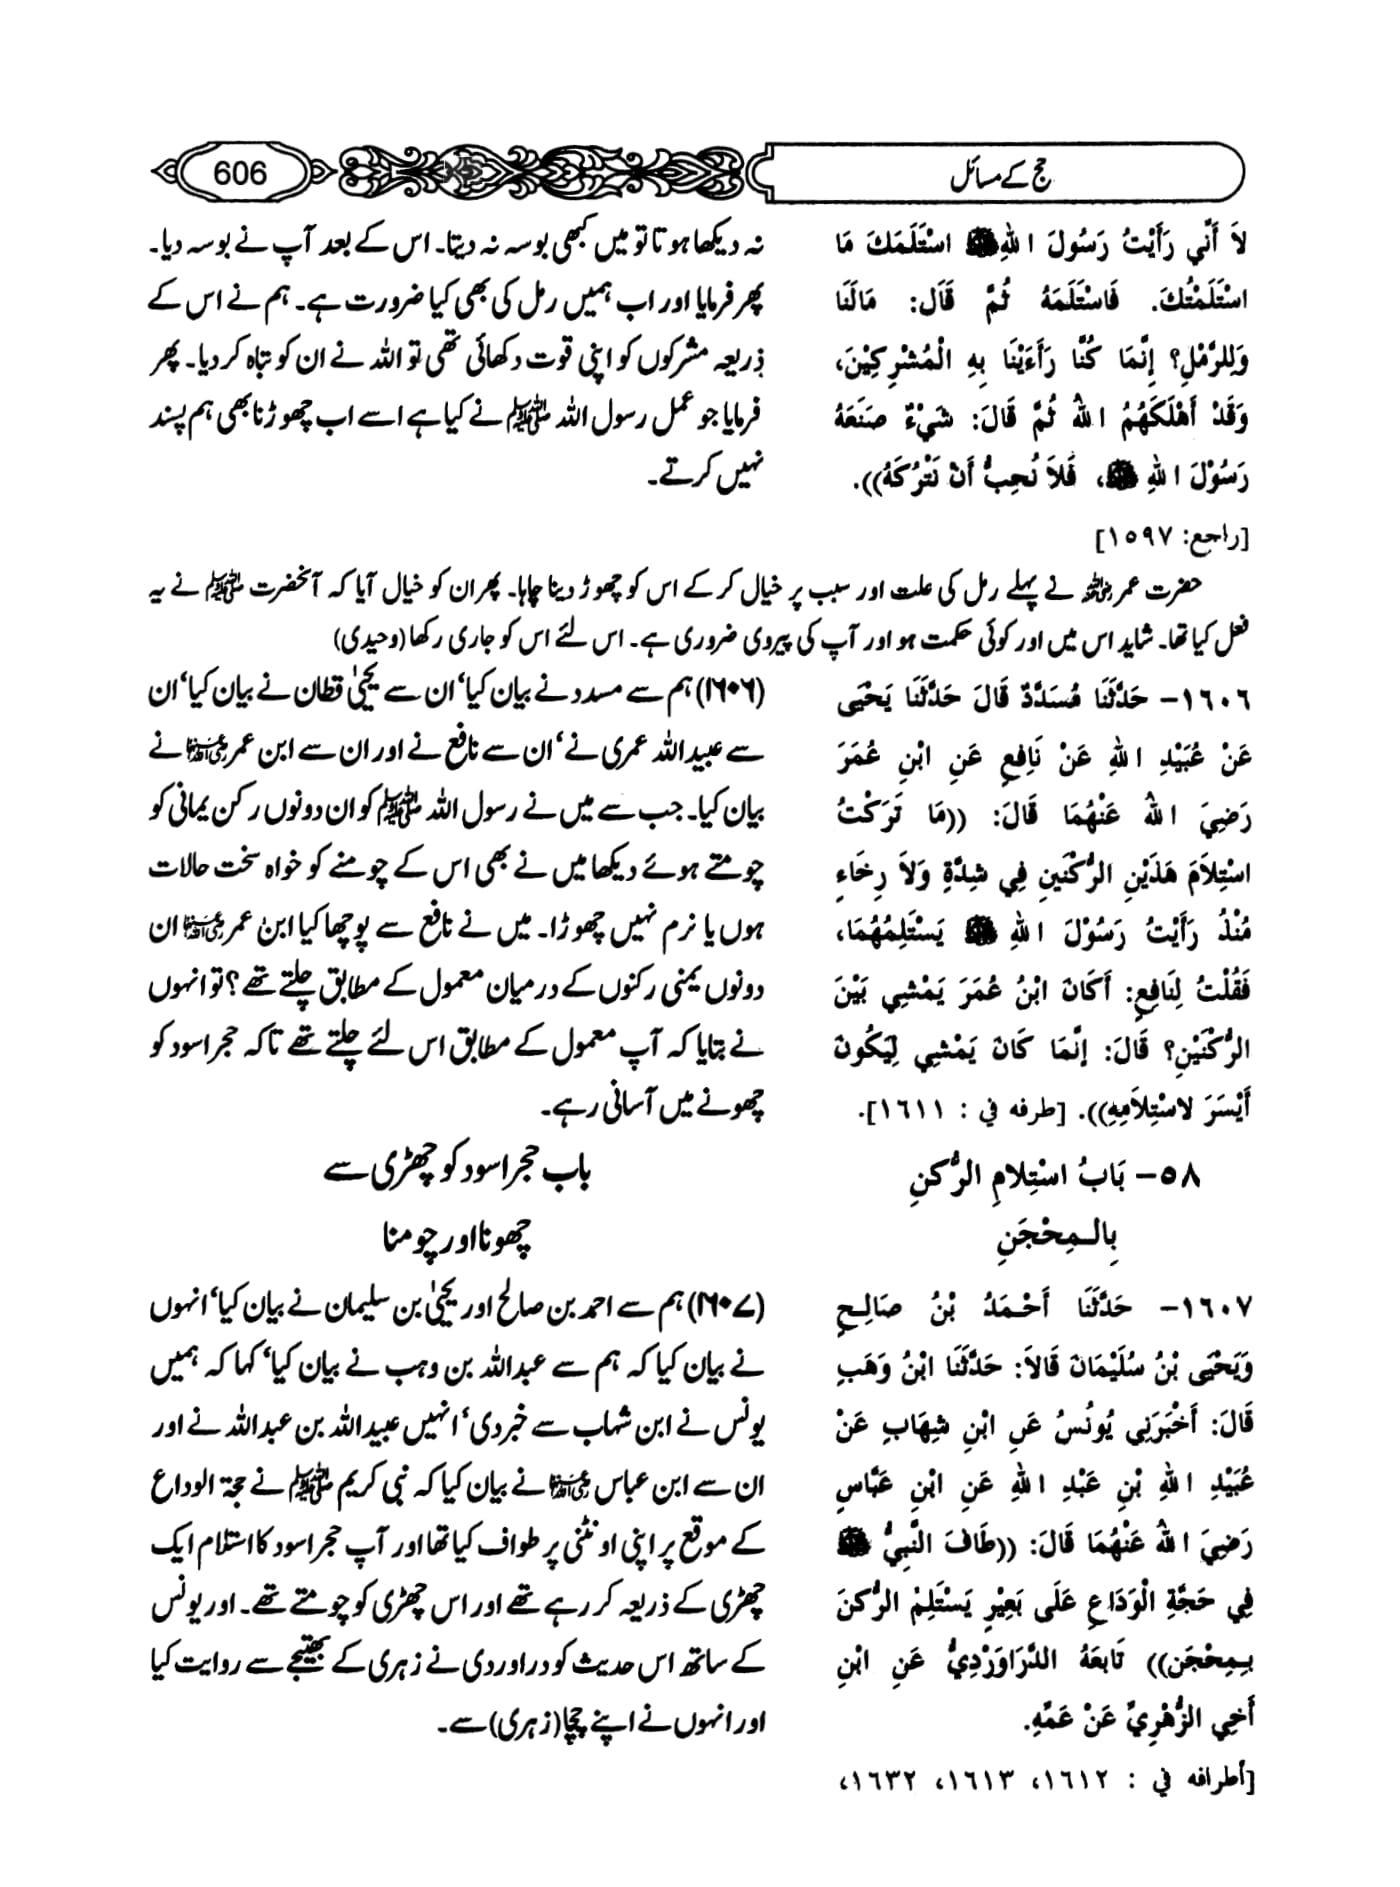 حج کے مسائل
606
لاَ أَنِّي رَأَيْتُ رَسُولَ اللهِ ﷺ اسْتَلَمَكَ مَا
اسْتَلَمْتُكَ. فَاسْتَلَمَهُ ثُمَّ قَالَ: مَالَنَا
وَلِلرَّمْلِ؟ إِنَّمَا كُنَّا رَأَءَيْنَا بِهِ الْمُشْرِكِيْنَ،
وَقَدْ أَهْلَكَهُمُ اللهُ ثُمَّ قَالَ: شَيْءٌ صَنَعَهُ
رَسُوْلَ اللهِ ﷺ، فَلاَ نُحِبُّ أَنْ نَتْرُكَهُ)).
[راجع: ١٥٩٧]
نہ دیکھا ہوتا تو میں کبھی بوسہ نہ دیتا۔ اس کے بعد آپ نے بوسہ دیا۔
پھر فرمایا اور اب ہمیں رمل کی بھی کیا ضرورت ہے۔ ہم نے اس کے
ذریعہ مشرکوں کو اپنی قوت دکھائی تھی تو اللہ نے ان کو تباہ کر دیا۔ پھر
فرمایا جو عمل رسول اللہ ﷺ نے کیا ہے اسے اب چھوڑنا بھی ہم پسند
نہیں کرتے۔
حضرت عمر رضی اللہ عنہ نے پہلے رمل کی علت اور سبب پر خیال کر کے اس کو چھوڑ دینا چاہا۔ پھر ان کو خیال آیا کہ آنحضرت ﷺ نے یہ
فعل کیا تھا۔ شاید اس میں اور کوئی حکمت ہو اور آپ کی پیروی ضروری ہے۔ اس لئے اس کو جاری رکھا (وحیدی)
١٦٠٦- حَدَّثَنَا مُسَدَّدٌ قَالَ حَدَّثَنَا يَحْيَى
عَنْ عُبَيْدِ اللهِ عَنْ نَافِعٍ عَنِ ابْنِ عُمَرَ
رَضِيَ اللهُ عَنْهُمَا قَالَ: ((مَا تَرَكْتُ
اسْتِلاَمَ هَذَيْنِ الرُّكْنَينِ فِي شِدَّةٍ وَلاَ رِخَاءٍ
مُنْذُ رَأَيْتُ رَسُوْلَ اللهِ ﷺ يَسْتَلِمُهُمَا،
فَقُلْتُ لِنَافِعٍ: أَكَانَ ابْنُ عُمَرَ يَمْشِي بَيْنَ
الرُّكْنَيْنِ؟ قَالَ: إِنَّمَا كَانَ يَمْشِي لِيَكُونَ
أَيْسَرَ لاسْتِلاَمِهِ)). [طرفه في : ١٦١١].
(۱۶۰۶) ہم سے مسدد نے بیان کیا‘ ان سے یحییٰ قطان نے بیان کیا‘ ان
سے عبیداللہ عمری نے‘ ان سے نافع نے اور ان سے ابن عمر رضی اللہ عنہما نے
بیان کیا۔ جب سے میں نے رسول اللہ ﷺ کو ان دونوں رکن یمانی کو
چومتے ہوئے دیکھا میں نے بھی اس کے چومنے کو خواہ سخت حالات
ہوں یا نرم نہیں چھوڑا۔ میں نے نافع سے پوچھا کیا ابن عمر رضی اللہ عنہما ان
دونوں یمنی رکنوں کے درمیان معمول کے مطابق چلتے تھے؟ تو انہوں
نے بتایا کہ آپ معمول کے مطابق اس لئے چلتے تھے تاکہ حجر اسود کو
چھونے میں آسانی رہے۔
٥٨- بَابُ اسْتِلامِ الرُّكنِ
بِالـمِحْجَنِ
باب حجر اسود کو چھڑی سے
چھونا اور چومنا
١٦٠٧- حَدَّثَنَا أَحْمَدُ بْنُ صَالِحٍ
وَيَحْيَى بْنُ سُلَيْمَانَ قَالاَ: حَدَّثَنَا ابْنُ وَهَبٍ
قَالَ: أَخْبَرَنِي يُونُسُ عَنِ ابْنِ شِهَابٍ عَنْ
عُبَيْدِ اللهِ بْنِ عَبْدِ اللهِ عَنِ ابْنِ عَبَّاسٍ
رَضِيَ اللهُ عَنْهُمَا قَالَ: ((طَافَ النَّبِيُّ ﷺ
فِي حَجَّةِ الْوَدَاعِ عَلَى بَعِيْرٍ يَسْتَلِمْ الرُّكنَ
بِمِحْجَنٍ)) تَابَعَهُ الدَّرَاوَرْدِيُّ عَنِ ابْنِ
أَخِي الزُّهْرِيِّ عَنْ عَمِّهِ.
[أطرافه في : ١٦١٢، ١٦١٣، ١٦٣٢،
(۱۶۰۷) ہم سے احمد بن صالح اور یحییٰ بن سلیمان نے بیان کیا‘ انہوں
نے بیان کیا کہ ہم سے عبداللہ بن وہب نے بیان کیا‘ کہا کہ ہمیں
یونس نے ابن شہاب سے خبر دی‘ انہیں عبیداللہ بن عبداللہ نے اور
ان سے ابن عباس رضی اللہ عنہما نے بیان کیا کہ نبی کریم ﷺ نے حجۃ الوداع
کے موقع پر اپنی اونٹنی پر طواف کیا تھا اور آپ حجر اسود کا استلام ایک
چھڑی کے ذریعہ کر رہے تھے اور اس چھڑی کو چومتے تھے۔ اور یونس
کے ساتھ اس حدیث کو دراوردی نے زہری کے بھتیجے سے روایت کیا
اور انہوں نے اپنے چچا (زہری) سے۔